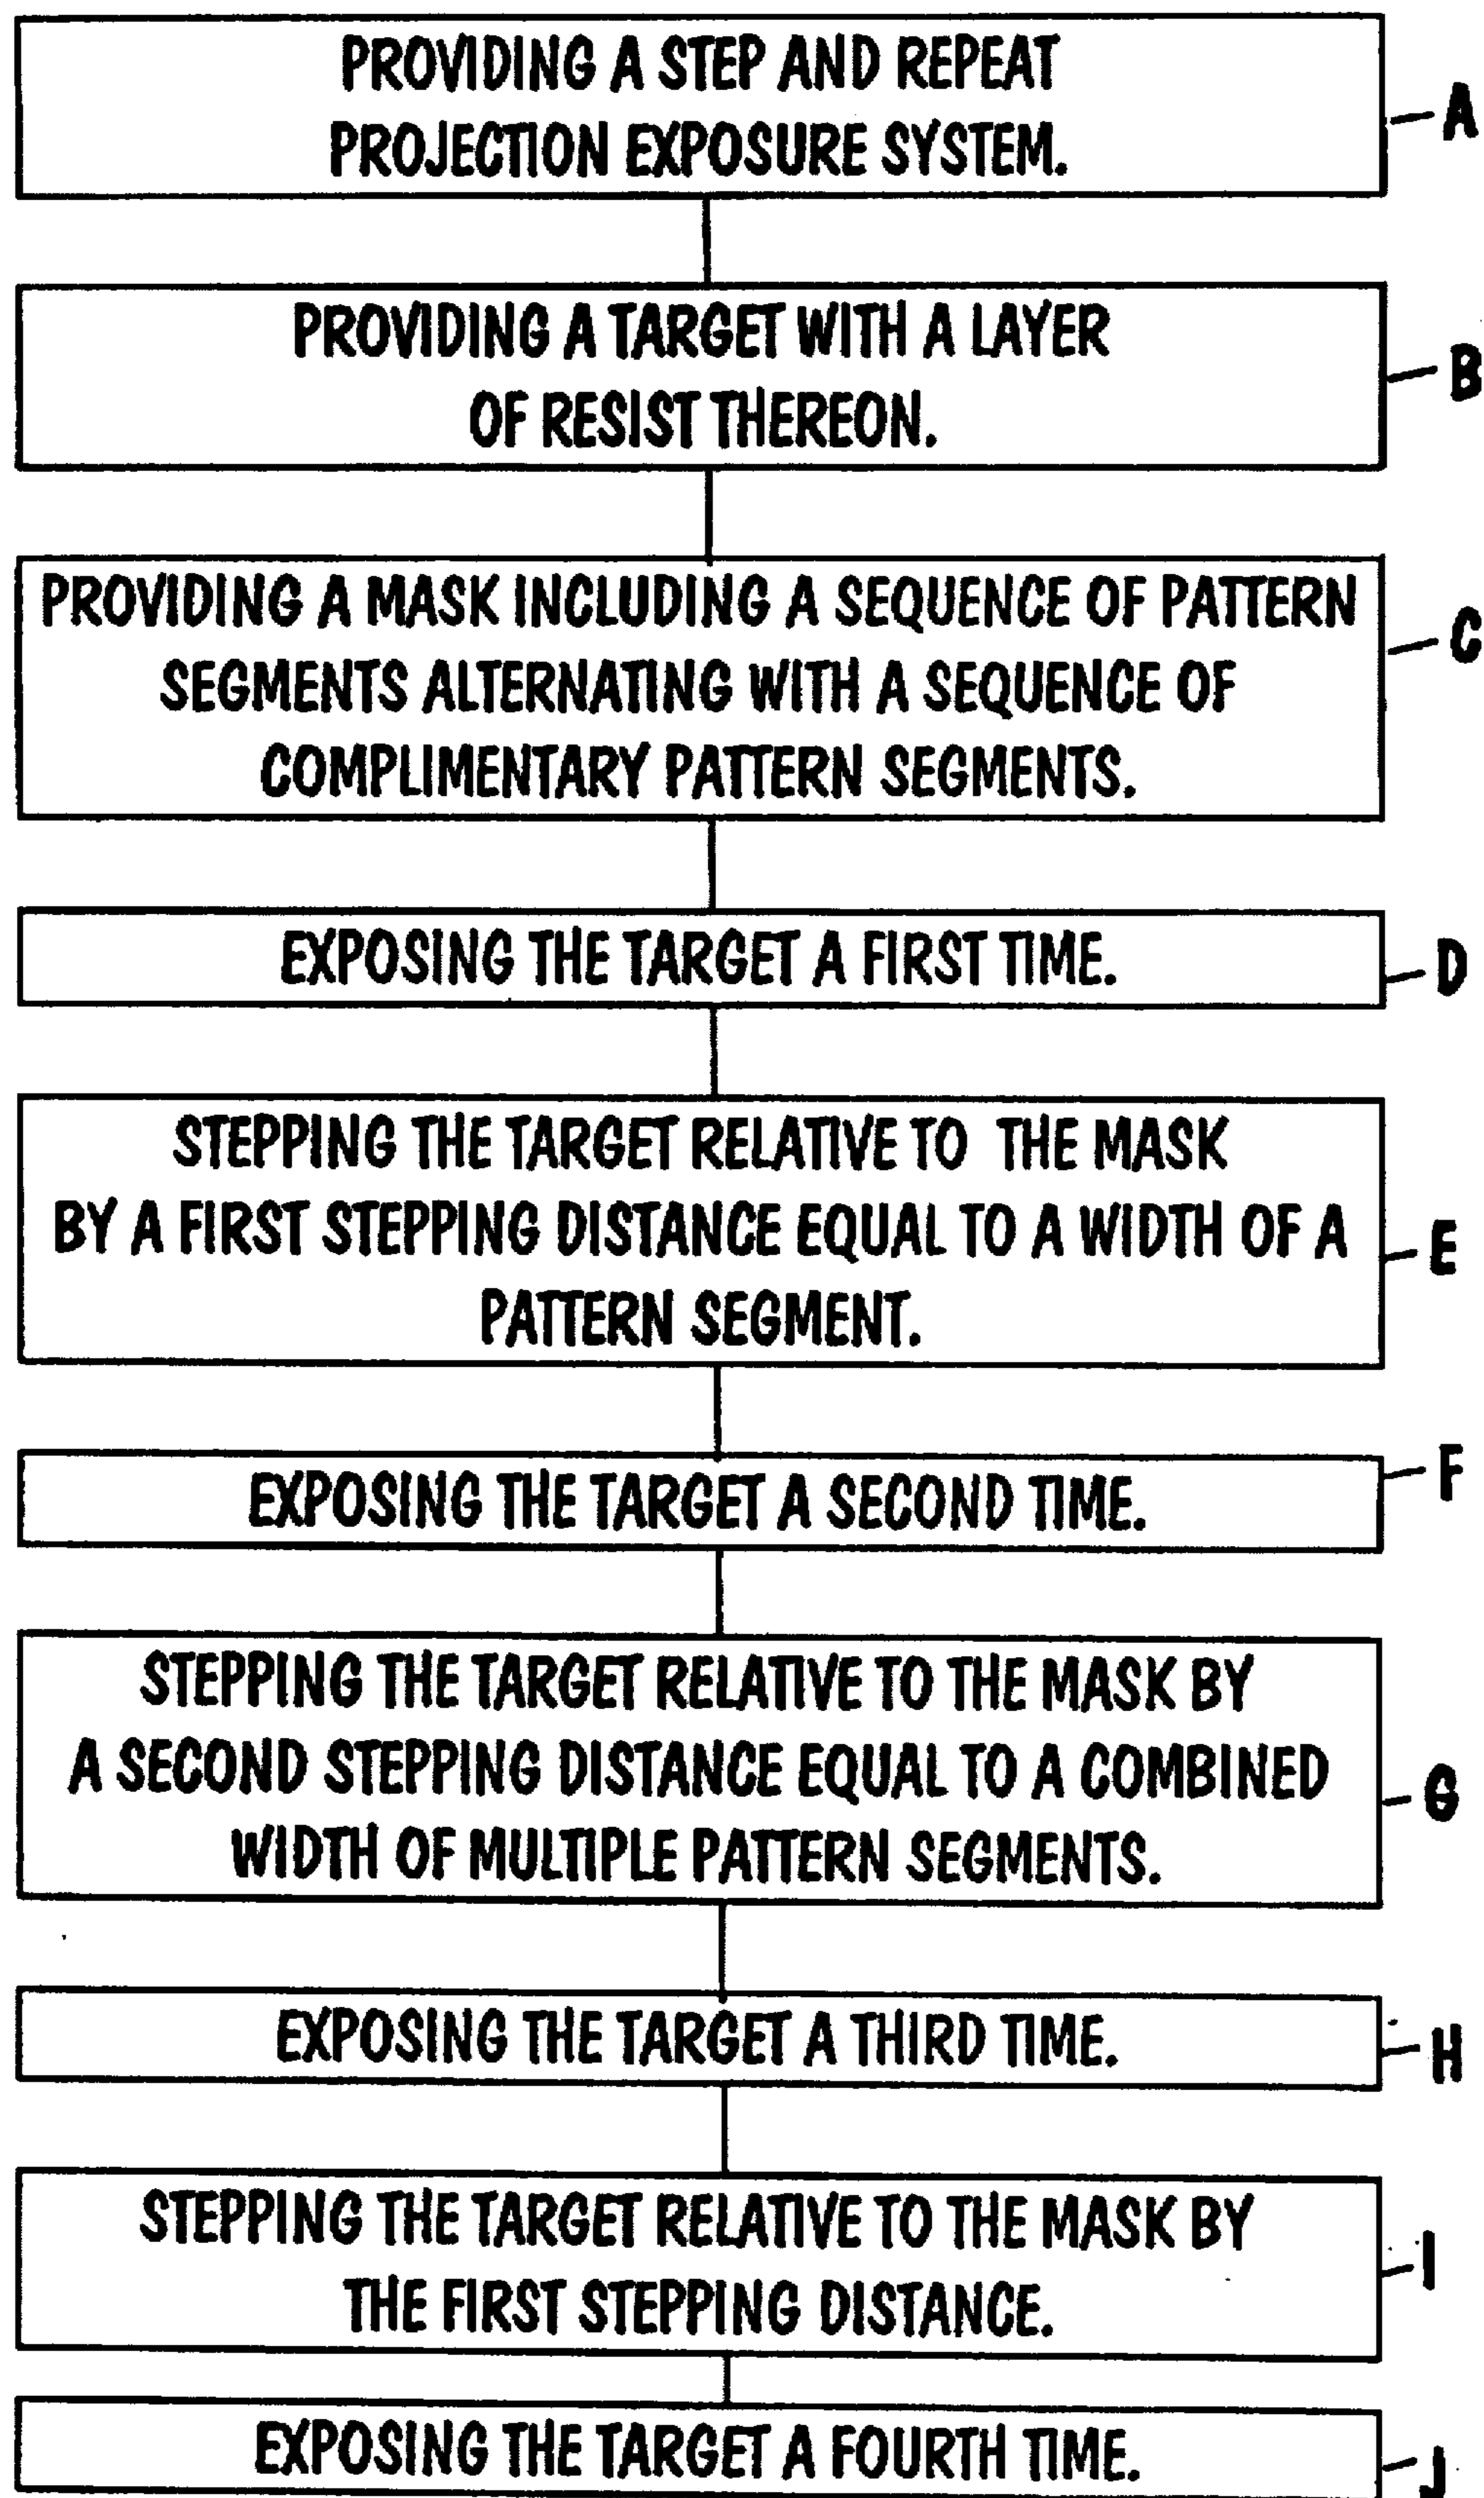 PROVIDING A STEP AND REPEAT
PROJECTION EXPOSURE SYSTEM.
A
PROVIDING A TARGET WITH A LAYER
OF RESIST THEREON.
B
PROVIDING A MASK INCLUDING A SEQUENCE OF PATTERN
SEGMENTS ALTERNATING WITH A SEQUENCE OF
COMPLIMENTARY PATTERN SEGMENTS.
C
EXPOSING THE TARGET A FIRST TIME.
D
STEPPING THE TARGET RELATIVE TO THE MASK
BY A FIRST STEPPING DISTANCE EQUAL TO A WIDTH OF A
PATTERN SEGMENT.
E
EXPOSING THE TARGET A SECOND TIME.
F
STEPPING THE TARGET RELATIVE TO THE MASK BY
A SECOND STEPPING DISTANCE EQUAL TO A COMBINED
WIDTH OF MULTIPLE PATTERN SEGMENTS.
G
EXPOSING THE TARGET A THIRD TIME.
H
STEPPING THE TARGET RELATIVE TO THE MASK BY
THE FIRST STEPPING DISTANCE.
I
EXPOSING THE TARGET A FOURTH TIME.
J